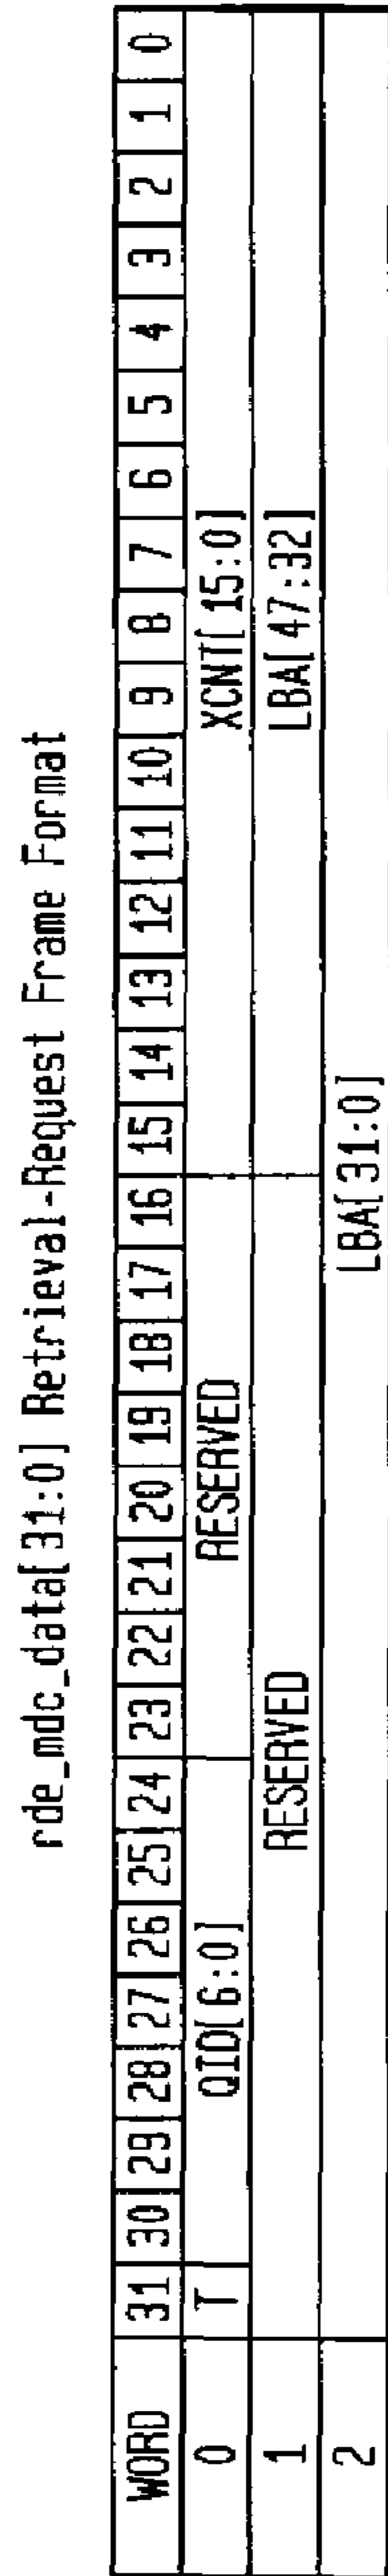 rde_mdc_data[31:0] Retrieval-Request Frame Format
WORD 31 30 29 28 27 26 25 24 23 22 21 20 19 18 17 16 15 14 13 12 11 10 9 8 7 6 5 4 3 2 1 0
0 T QID[6:0] RESERVED XCNT[15:0]
1 RESERVED LBA[47:32]
2 LBA[31:0]